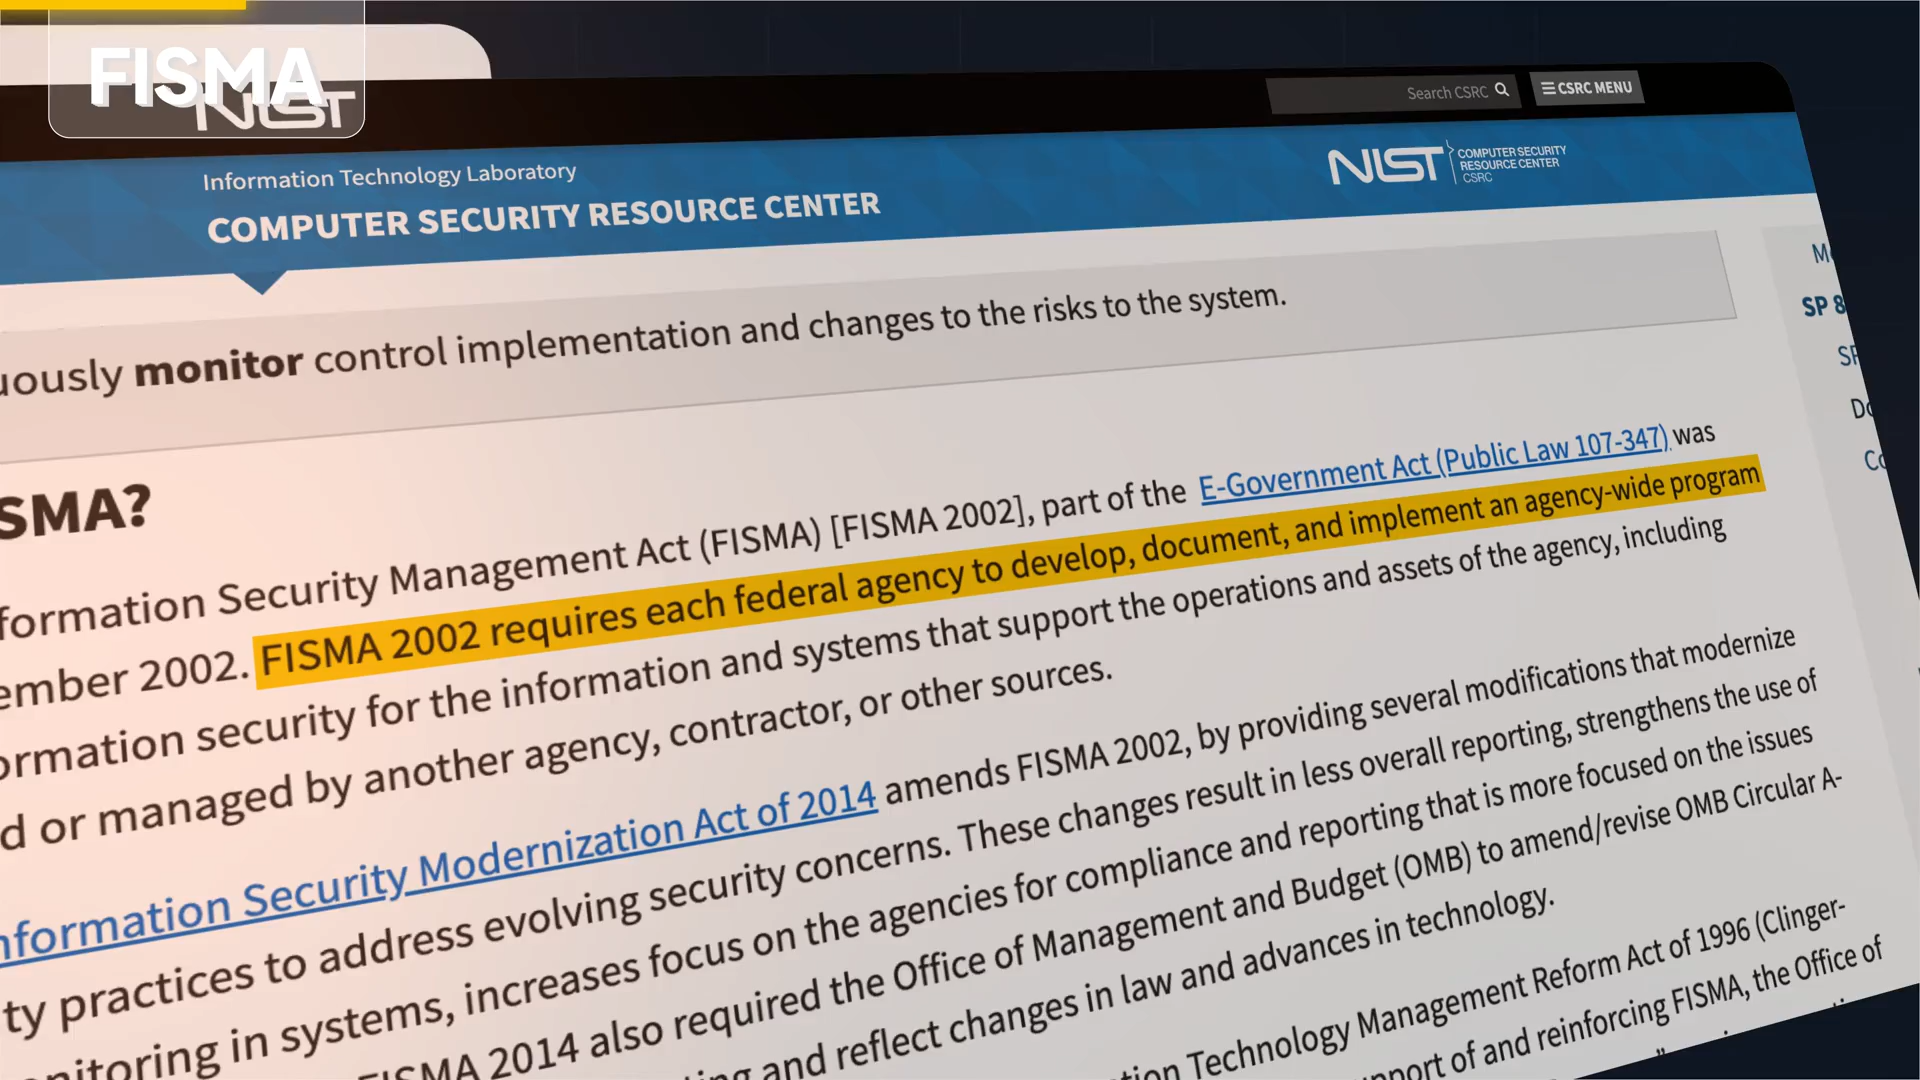 FISMA
NIST
Search CSRC
CSRC MENU
Information Technology Laboratory
COMPUTER SECURITY RESOURCE CENTER
NIST
COMPUTER SECURITY
RESOURCE CENTER
CSRC
monitor control implementation and changes to the risks to the system.
SP 8
SMA?
formation Security Management Act (FISMA) [FISMA 2002], part of the E-Government Act (Public Law 107-347) was
ember 2002. FISMA 2002 requires each federal agency to develop, document, and implement an agency-wide program
ormation security for the information and systems that support the operations and assets of the agency, including
d or managed by another agency, contractor, or other sources.
nformation Security Modernization Act of 2014 amends FISMA 2002, by providing several modifications that modernize
ty practices to address evolving security concerns. These changes result in less overall reporting, strengthens the use of
nitoring in systems, increases focus on the agencies for compliance and reporting that is more focused on the issues
FISMA 2014 also required the Office of Management and Budget (OMB) to amend/revise OMB Circular A-
and reflect changes in law and advances in technology.
tion Technology Management Reform Act of 1996 (Clinger-
pport of and reinforcing FISMA, the Office of